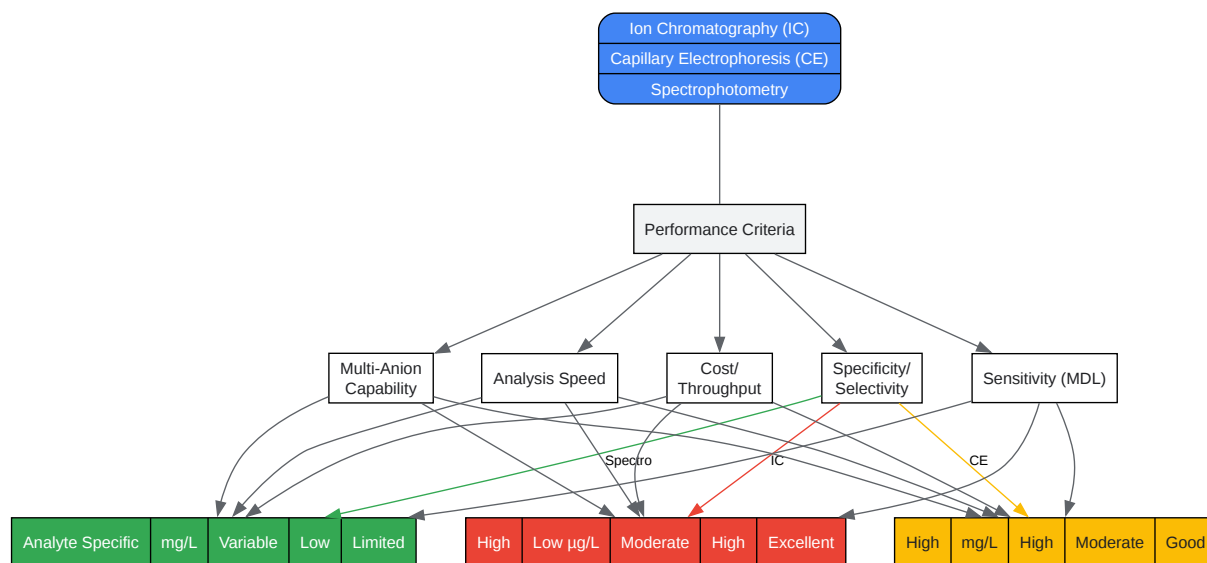 Ion Chromatography (IC)
Capillary Electrophoresis (CE)
Spectrophotometry
Performance Criteria
Multi-Anion
Capability
Analysis Speed
Cost/
Throughput
Specificity/
Selectivity
Sensitivity (MDL)
Spectro
IC
CE
Analyte Specific
mg/L
Variable
Low
Limited
High
Low µg/L
Moderate
High
Excellent
High
mg/L
High
Moderate
Good